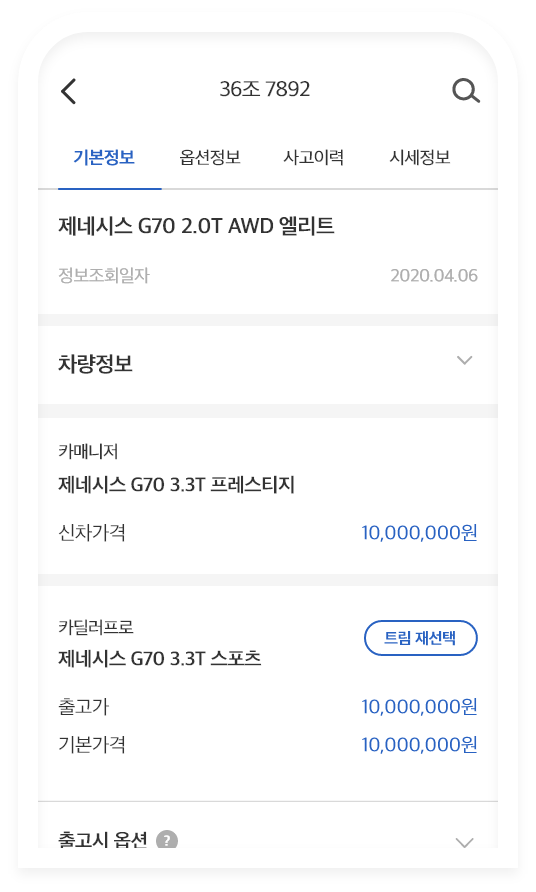 36조 7892
기본정보 옵션정보 사고이력 시세정보
제네시스 G70 2.0T AWD 엘리트
정보조회일자 2020.04.06
차량정보
카매니저
제네시스 G70 3.3T 프레스티지
신차가격 10,000,000원
카딜러프로
트림 재선택
제네시스 G70 3.3T 스포츠
출고가 10,000,000원
기본가격 10,000,000원
출고시 옵션 ?